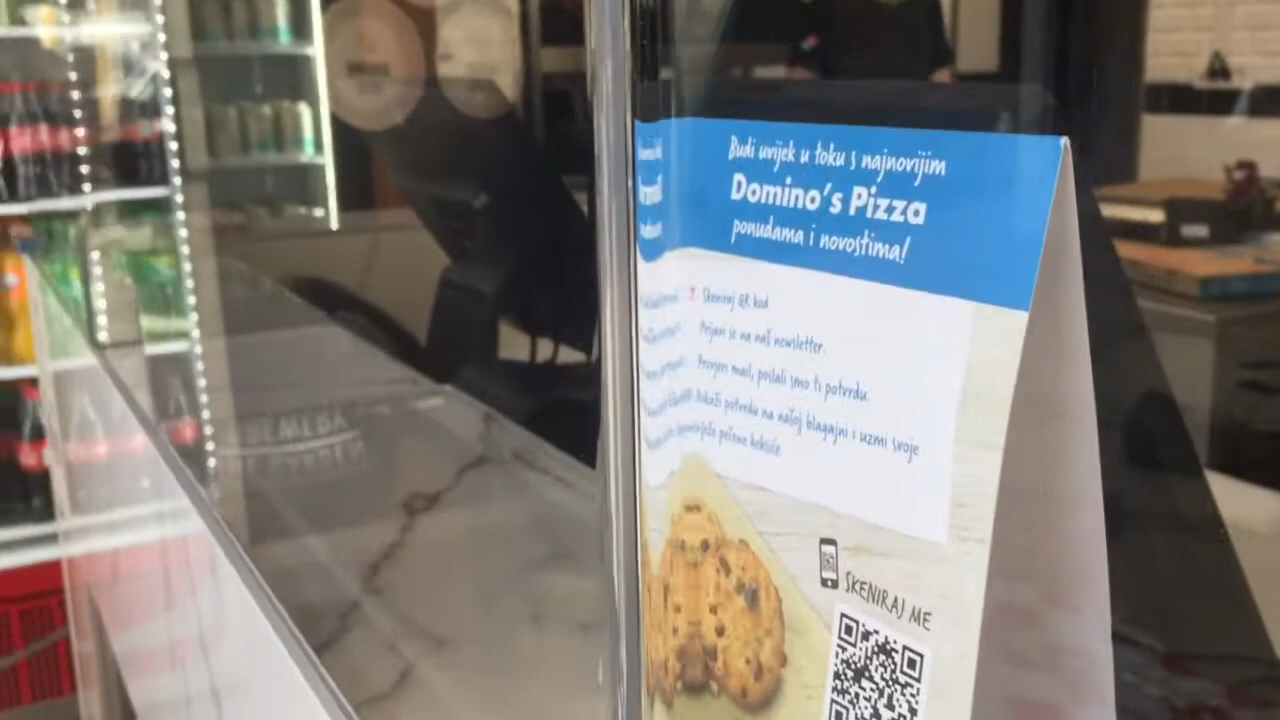 Budi uvijek u toku s najnovijim
Domino's Pizza
ponudama i novostima!
Skeniraj QR kod
Prijavi se na naš newsletter.
Provjeri mail, poslali smo ti potvrdu.
Pokaži potvrdu na našoj blagajni i uzmi svoje
pečene keksiće
SKENIRAJ ME